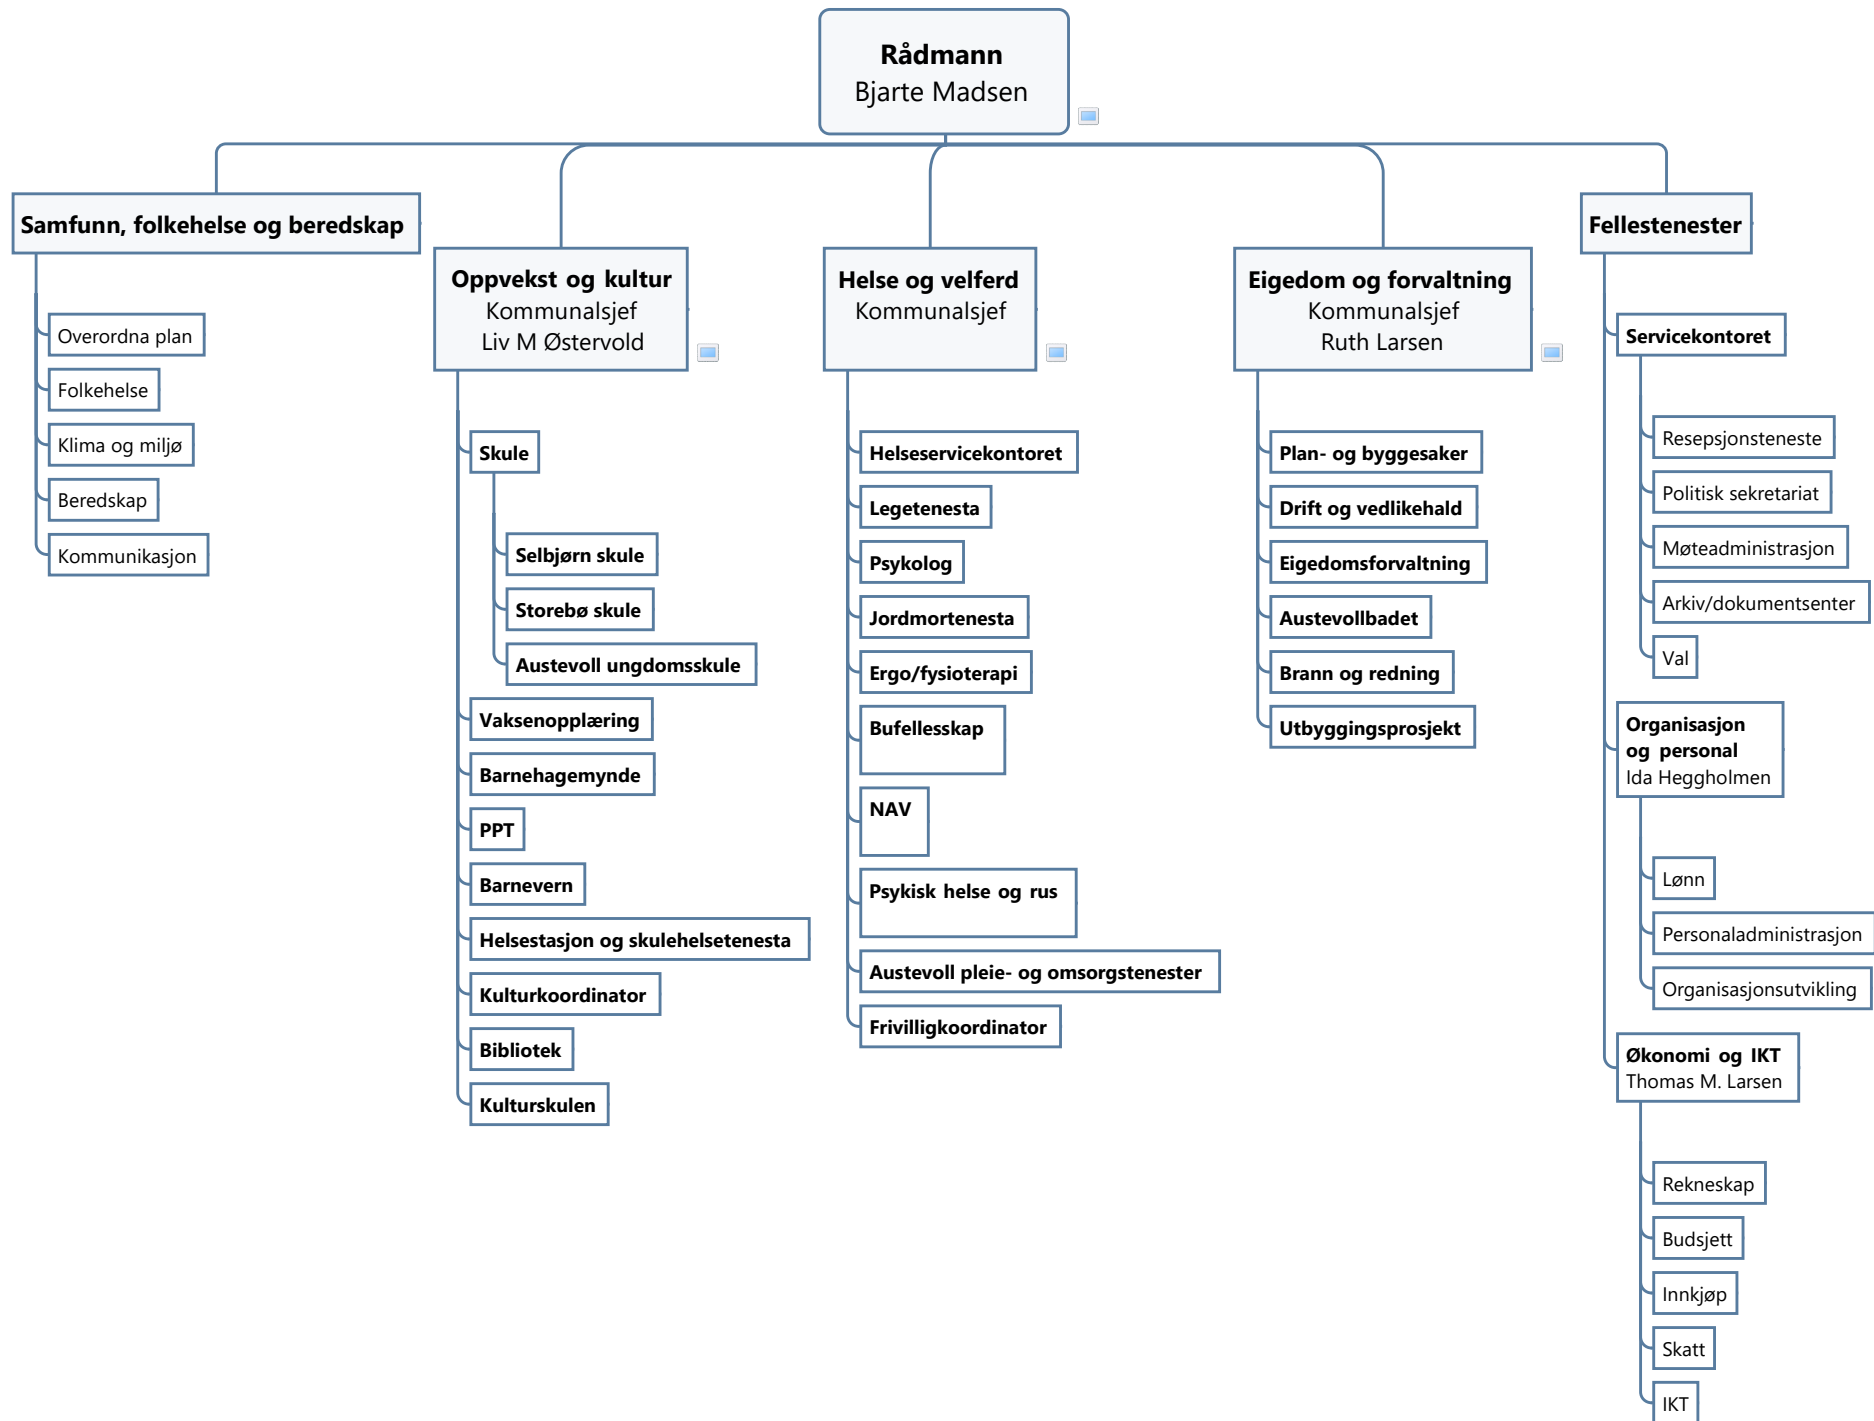 Rådmann
Bjarte Madsen
Samfunn, folkehelse og beredskap
Overordna plan
Folkehelse
Klima og miljø
Beredskap
Kommunikasjon
Oppvekst og kultur
Kommunalsjef
Liv M Østervold
Skule
Selbjørn skule
Storebø skule
Austevoll ungdomsskule
Vaksenopplæring
Barnehagemynde
PPT
Barnevern
Helsestasjon og skulehelsetenesta
Kulturkoordinator
Bibliotek
Kulturskulen
Helse og velferd
Kommunalsjef
Helseservicekontoret
Legetenesta
Psykolog
Jordmortenesta
Ergo/fysioterapi
Bufellesskap
NAV
Psykisk helse og rus
Austevoll pleie- og omsorgstenester
Frivilligkoordinator
Eigedom og forvaltning
Kommunalsjef
Ruth Larsen
Plan- og byggesaker
Drift og vedlikehald
Eigedomsforvaltning
Austevollbadet
Brann og redning
Utbyggingsprosjekt
Fellestenester
Servicekontoret
Resepsjonsteneste
Politisk sekretariat
Møteadministrasjon
Arkiv/dokumentsenter
Val
Organisasjon
og personal
Ida Heggholmen
Lønn
Personaladministrasjon
Organisasjonsutvikling
Økonomi og IKT
Thomas M. Larsen
Rekneskap
Budsjett
Innkjøp
Skatt
IKT